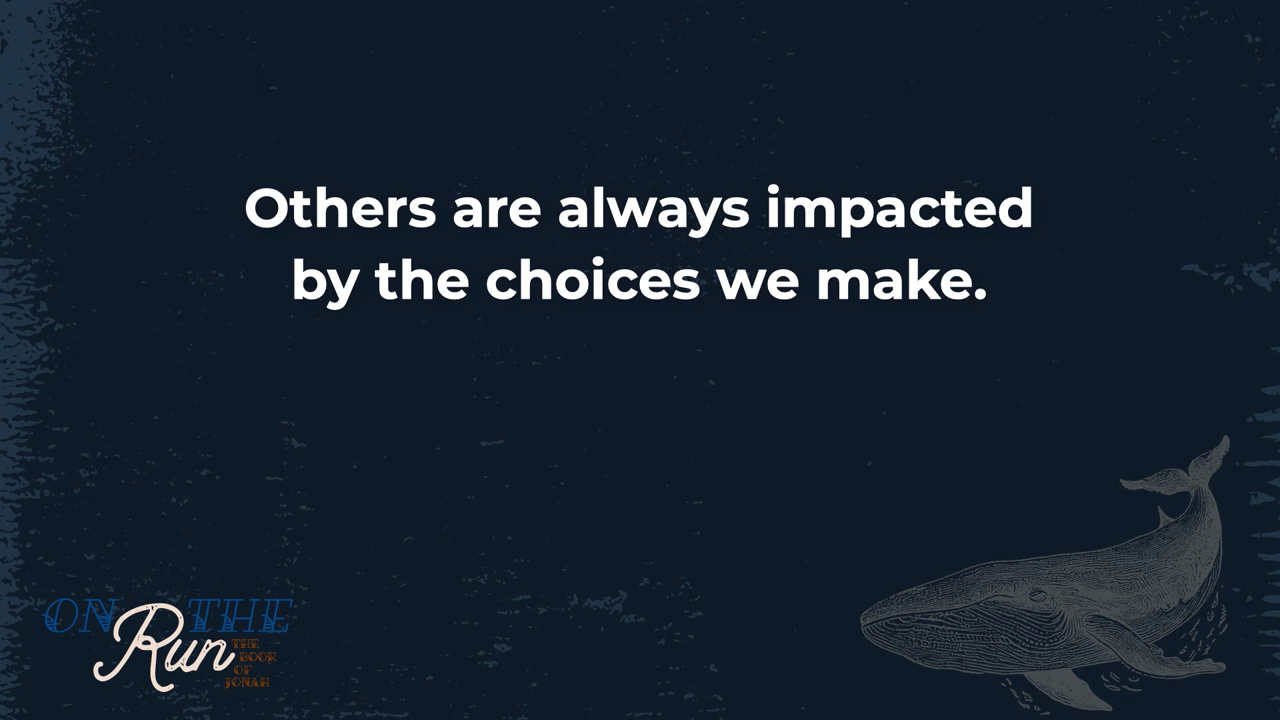 Others are always impacted
by the choices we make.
ON THE
Run
THE
BOOK
OF
JONAH